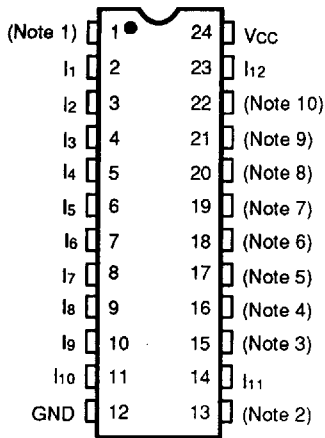 (Note 1) 1 24 VCC
I1 2 23 I12
I2 3 22 (Note 10)
I3 4 21 (Note 9)
I4 5 20 (Note 8)
I5 6 19 (Note 7)
I6 7 18 (Note 6)
I7 8 17 (Note 5)
I8 9 16 (Note 4)
I9 10 15 (Note 3)
I10 11 14 I11
GND 12 13 (Note 2)